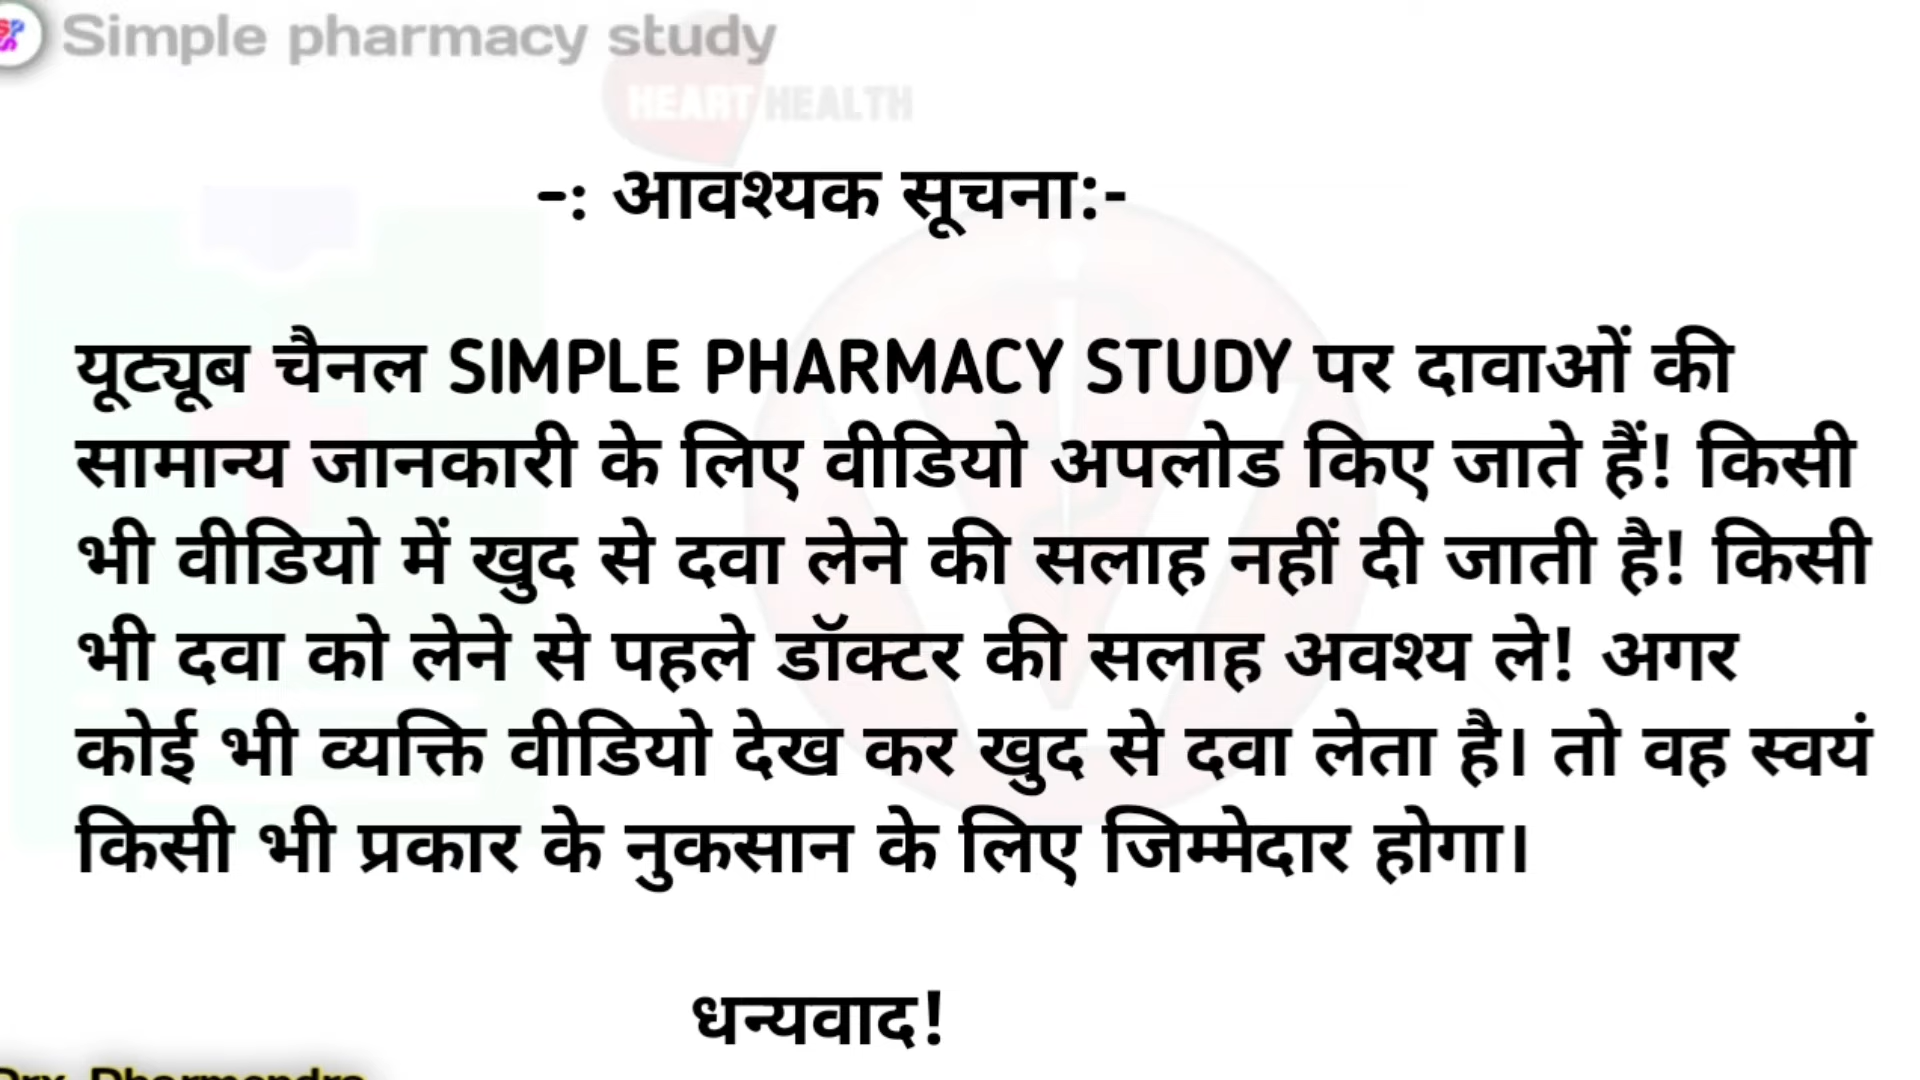 Simple pharmacy study
HEART HEALTH
-: आवश्यक सूचना:-
यूट्यूब चैनल SIMPLE PHARMACY STUDY पर दावाओं की
सामान्य जानकारी के लिए वीडियो अपलोड किए जाते हैं! किसी
भी वीडियो में खुद से दवा लेने की सलाह नहीं दी जाती है! किसी
भी दवा को लेने से पहले डॉक्टर की सलाह अवश्य ले! अगर
कोई भी व्यक्ति वीडियो देख कर खुद से दवा लेता है। तो वह स्वयं
किसी भी प्रकार के नुकसान के लिए जिम्मेदार होगा।
धन्यवाद!